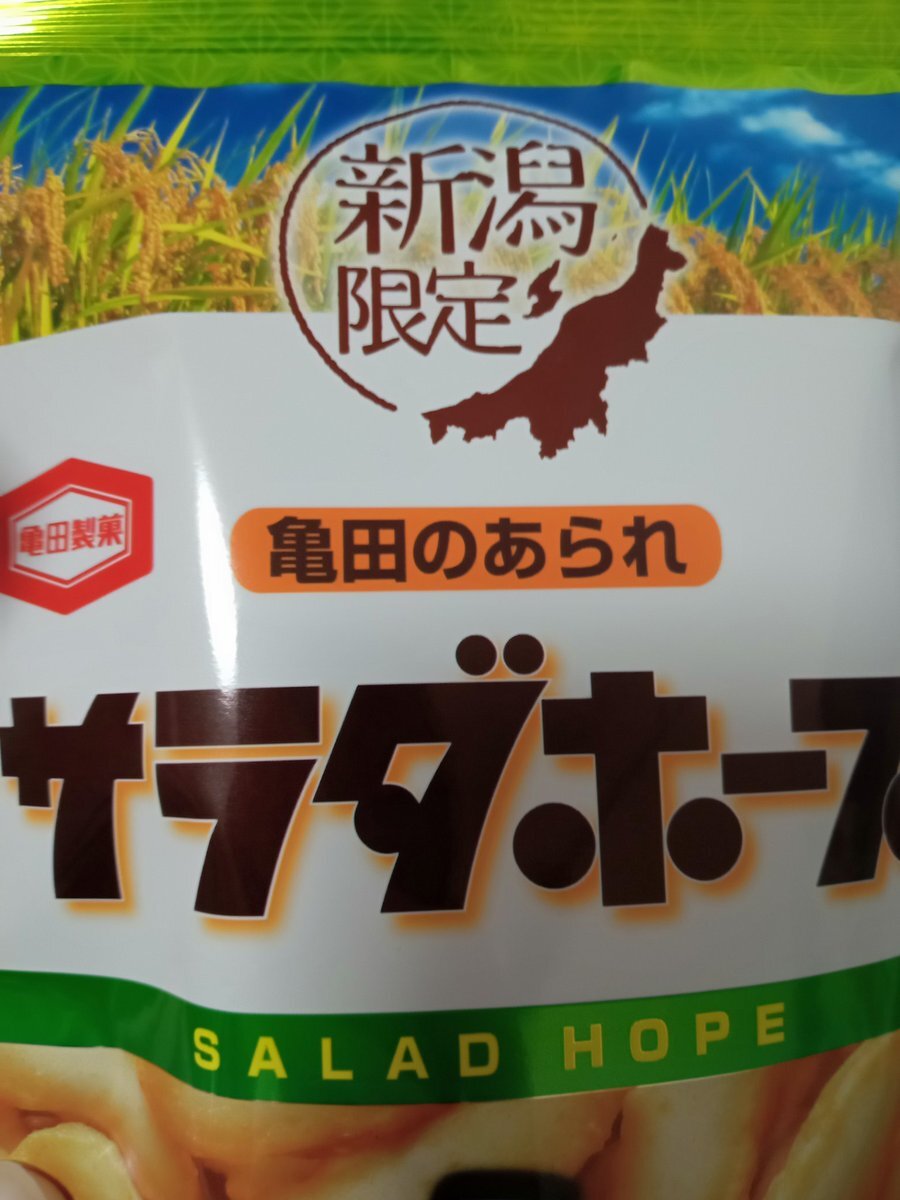 新潟
限定
亀田製菓
亀田のあられ
サラダホープ
SALAD HOPE